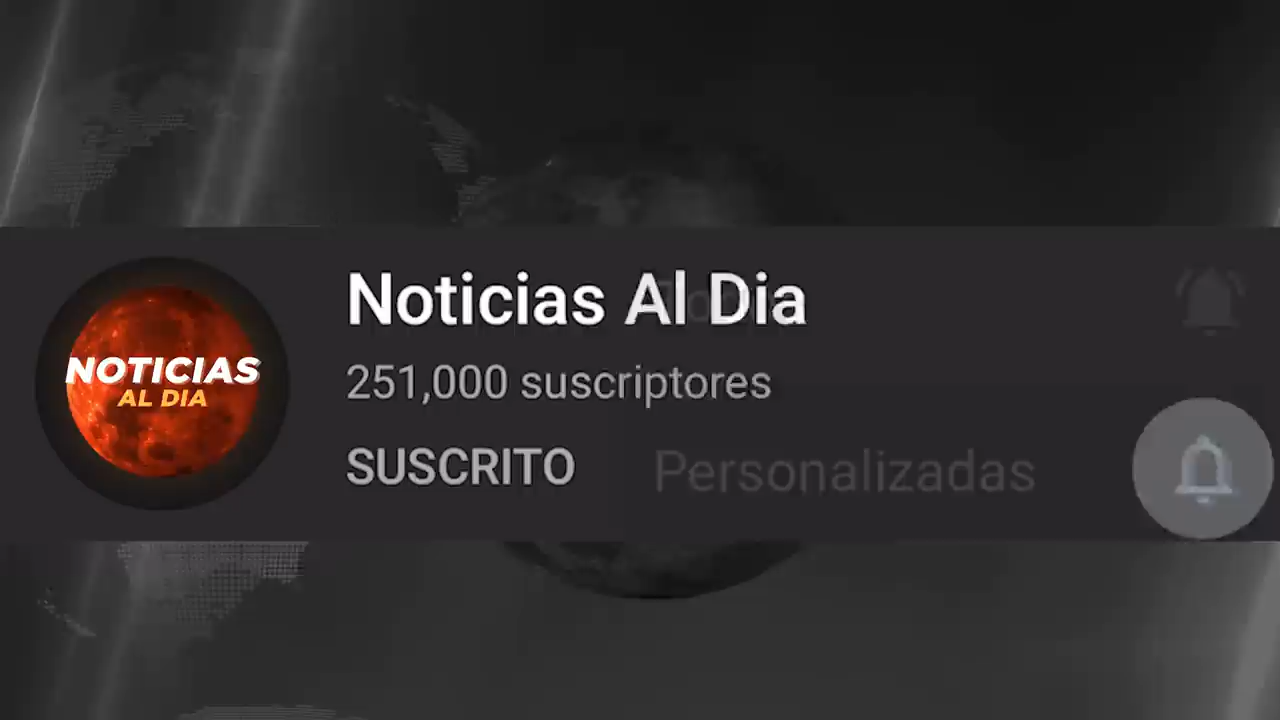 NOTICIAS
AL DIA
Noticias Al Dia
251,000 suscriptores
SUSCRITO
Personalizadas